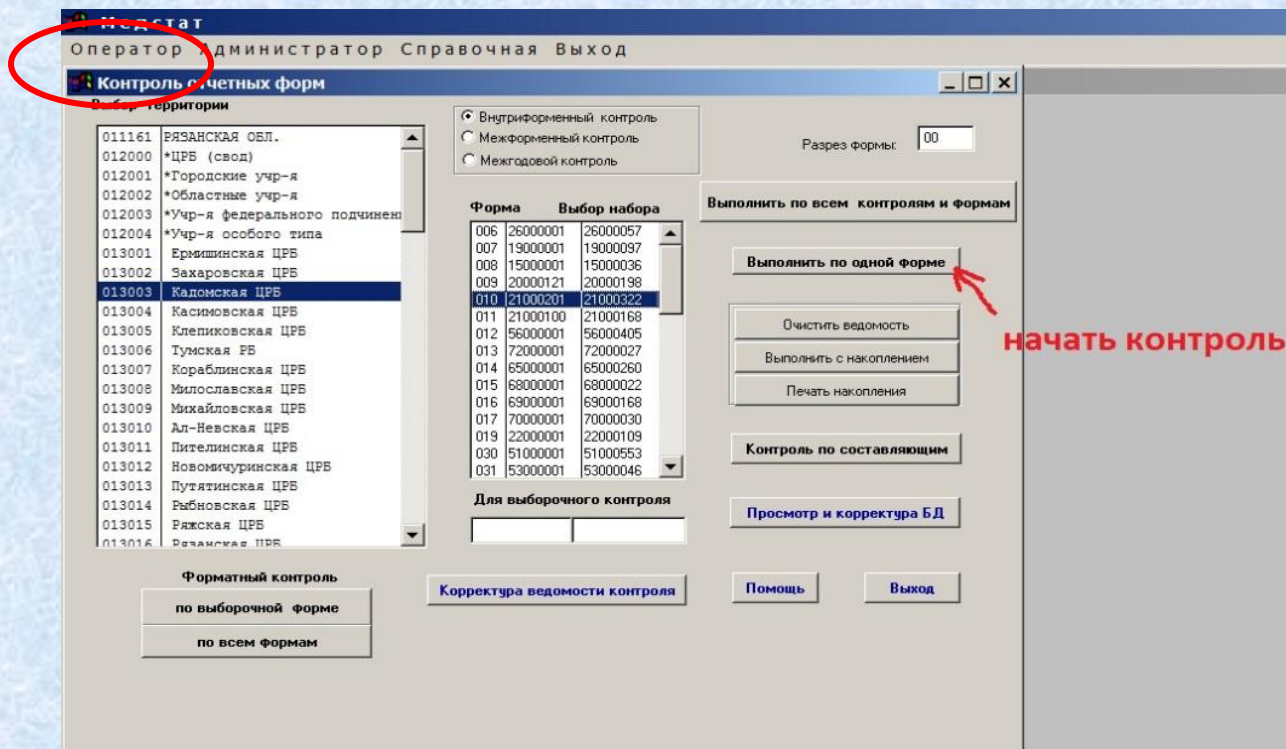 Медстат
Оператор Администратор Справочная Выход
Контроль отчетных форм
Выбор территории
011161 РЯЗАНСКАЯ ОБЛ.
012000 *ЦРБ (свод)
012001 *Городские учр-я
012002 *Областные учр-я
012003 *Учр-я федерального подчинен
012004 *Учр-я особого типа
013001 Ермишинская ЦРБ
013002 Захаровская ЦРБ
013003 Кадомская ЦРБ
013004 Касимовская ЦРБ
013005 Клепиковская ЦРБ
013006 Тумская РБ
013007 Кораблинская ЦРБ
013008 Милославская ЦРБ
013009 Михайловская ЦРБ
013010 Ал-Невская ЦРБ
013011 Пителинская ЦРБ
013012 Новомичуринская ЦРБ
013013 Путятинская ЦРБ
013014 Рыбновская ЦРБ
013015 Ряжская ЦРБ
013016 Рязанская ЦРБ
Форматный контроль
по выборочной форме
по всем формам
Внутриформенный контроль
Межформенный контроль
Межгодовой контроль
Форма Выбор набора
006 26000001 26000057
007 19000001 19000097
008 15000001 15000036
009 20000121 20000198
010 21000201 21000322
011 21000100 21000168
012 56000001 56000405
013 72000001 72000027
014 65000001 65000260
015 68000001 68000022
016 69000001 69000168
017 70000001 70000030
019 22000001 22000109
030 51000001 51000553
031 53000001 53000046
Для выборочного контроля
Корректура ведомости контроля
Разрез формы: 00
Выполнить по всем контролям и формам
Выполнить по одной форме
начать контроль
Очистить ведомость
Выполнить с накоплением
Печать накопления
Контроль по составляющим
Просмотр и корректура БД
Помощь Выход